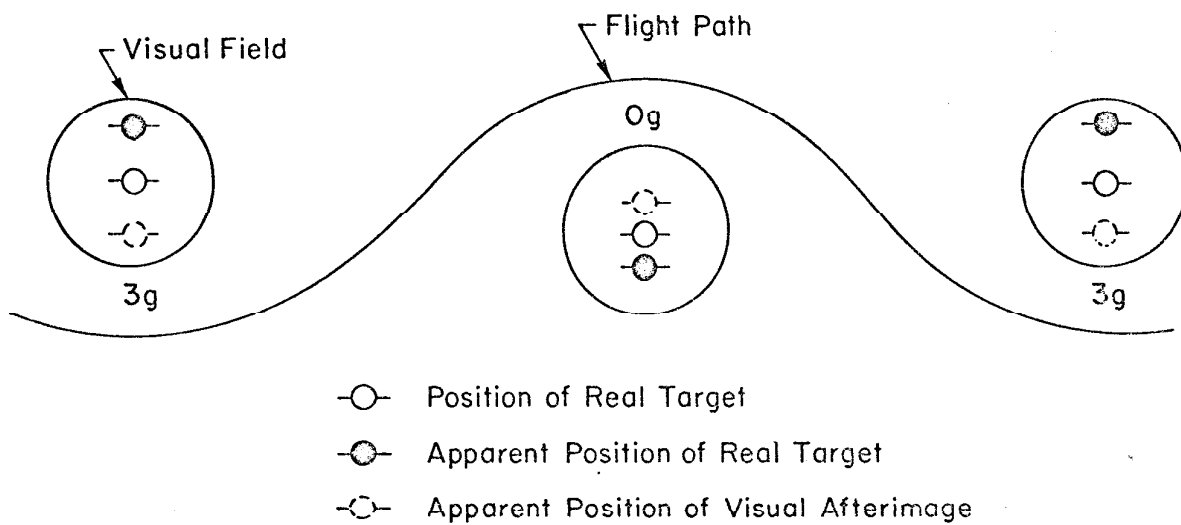 Visual Field
Flight Path
0g
3g
3g
Position of Real Target
Apparent Position of Real Target
Apparent Position of Visual Afterimage